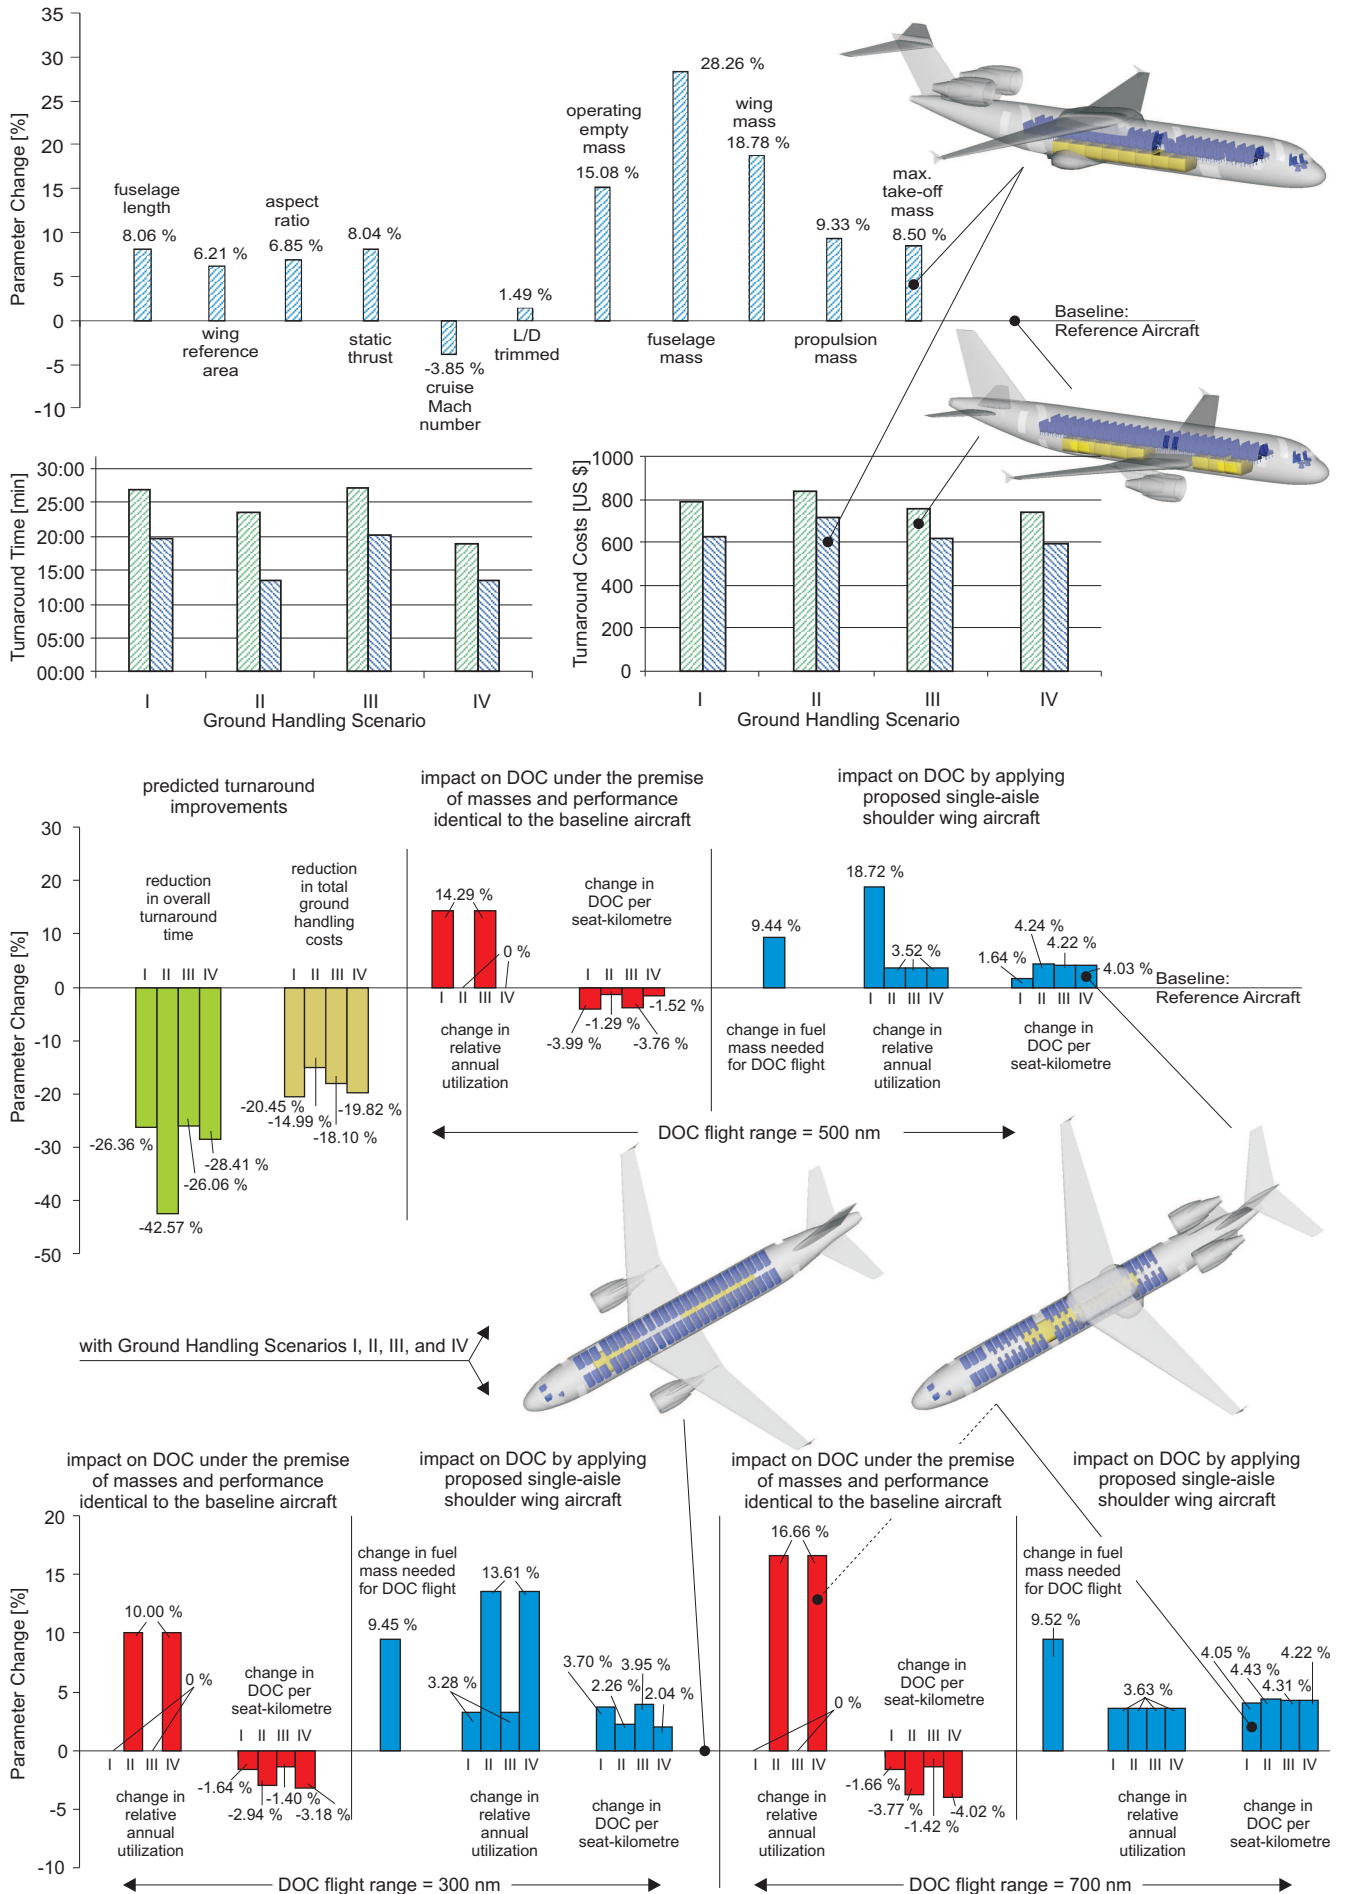 35
30
25
20
15
10
5
0
-5
-10
Parameter Change [%]
fuselage
length
8.06 %
6.21 %
wing
reference
area
aspect
ratio
6.85 %
8.04 %
static
thrust
-3.85 %
cruise
Mach
number
1.49 %
L/D
trimmed
operating
empty
mass
15.08 %
28.26 %
fuselage
mass
wing
mass
18.78 %
9.33 %
propulsion
mass
max.
take-off
mass
8.50 %
Baseline:
Reference Aircraft
Turnaround Time [min]
30:00
25:00
20:00
15:00
10:00
05:00
00:00
I II III IV
Ground Handling Scenario
Turnaround Costs [US $]
1000
800
600
400
200
0
I II III IV
Ground Handling Scenario
predicted turnaround
improvements
impact on DOC under the premise
of masses and performance
identical to the baseline aircraft
impact on DOC by applying
proposed single-aisle
shoulder wing aircraft
Parameter Change [%]
30
20
10
0
-10
-20
-30
-40
-50
reduction
in overall
turnaround
time
I II III IV
-26.36 %
-42.57 %
-26.06 %
-28.41 %
reduction
in total
ground
handling
costs
I II III IV
-20.45 %
-14.99 %
-18.10 %
-19.82 %
14.29 %
0 %
I II III IV
change in
relative
annual
utilization
change in
DOC per
seat-kilometre
I II III IV
-3.99 %
-1.29 %
-3.76 %
-1.52 %
9.44 %
change in fuel
mass needed
for DOC flight
18.72 %
3.52 %
I II III IV
change in
relative
annual
utilization
1.64 %
4.24 %
4.22 %
4.03 %
I II III IV
change in
DOC per
seat-kilometre
Baseline:
Reference Aircraft
DOC flight range = 500 nm
with Ground Handling Scenarios I, II, III, and IV
impact on DOC under the premise
of masses and performance
identical to the baseline aircraft
impact on DOC by applying
proposed single-aisle
shoulder wing aircraft
impact on DOC under the premise
of masses and performance
identical to the baseline aircraft
impact on DOC by applying
proposed single-aisle
shoulder wing aircraft
Parameter Change [%]
20
15
10
5
0
-5
-10
10.00 %
0 %
I II III IV
change in
relative
annual
utilization
change in
DOC per
seat-kilometre
I II III IV
-1.64 %
-2.94 %
-1.40 %
-3.18 %
change in fuel
mass needed
for DOC flight
9.45 %
13.61 %
3.28 %
I II III IV
change in
relative
annual
utilization
3.70 %
2.26 %
3.95 %
2.04 %
I II III IV
change in
DOC per
seat-kilometre
DOC flight range = 300 nm
16.66 %
0 %
I II III IV
change in
relative
annual
utilization
change in
DOC per
seat-kilometre
I II III IV
-1.66 %
-3.77 %
-1.42 %
-4.02 %
change in fuel
mass needed
for DOC flight
9.52 %
3.63 %
I II III IV
change in
relative
annual
utilization
4.05 %
4.43 %
4.31 %
4.22 %
I II III IV
change in
DOC per
seat-kilometre
DOC flight range = 700 nm